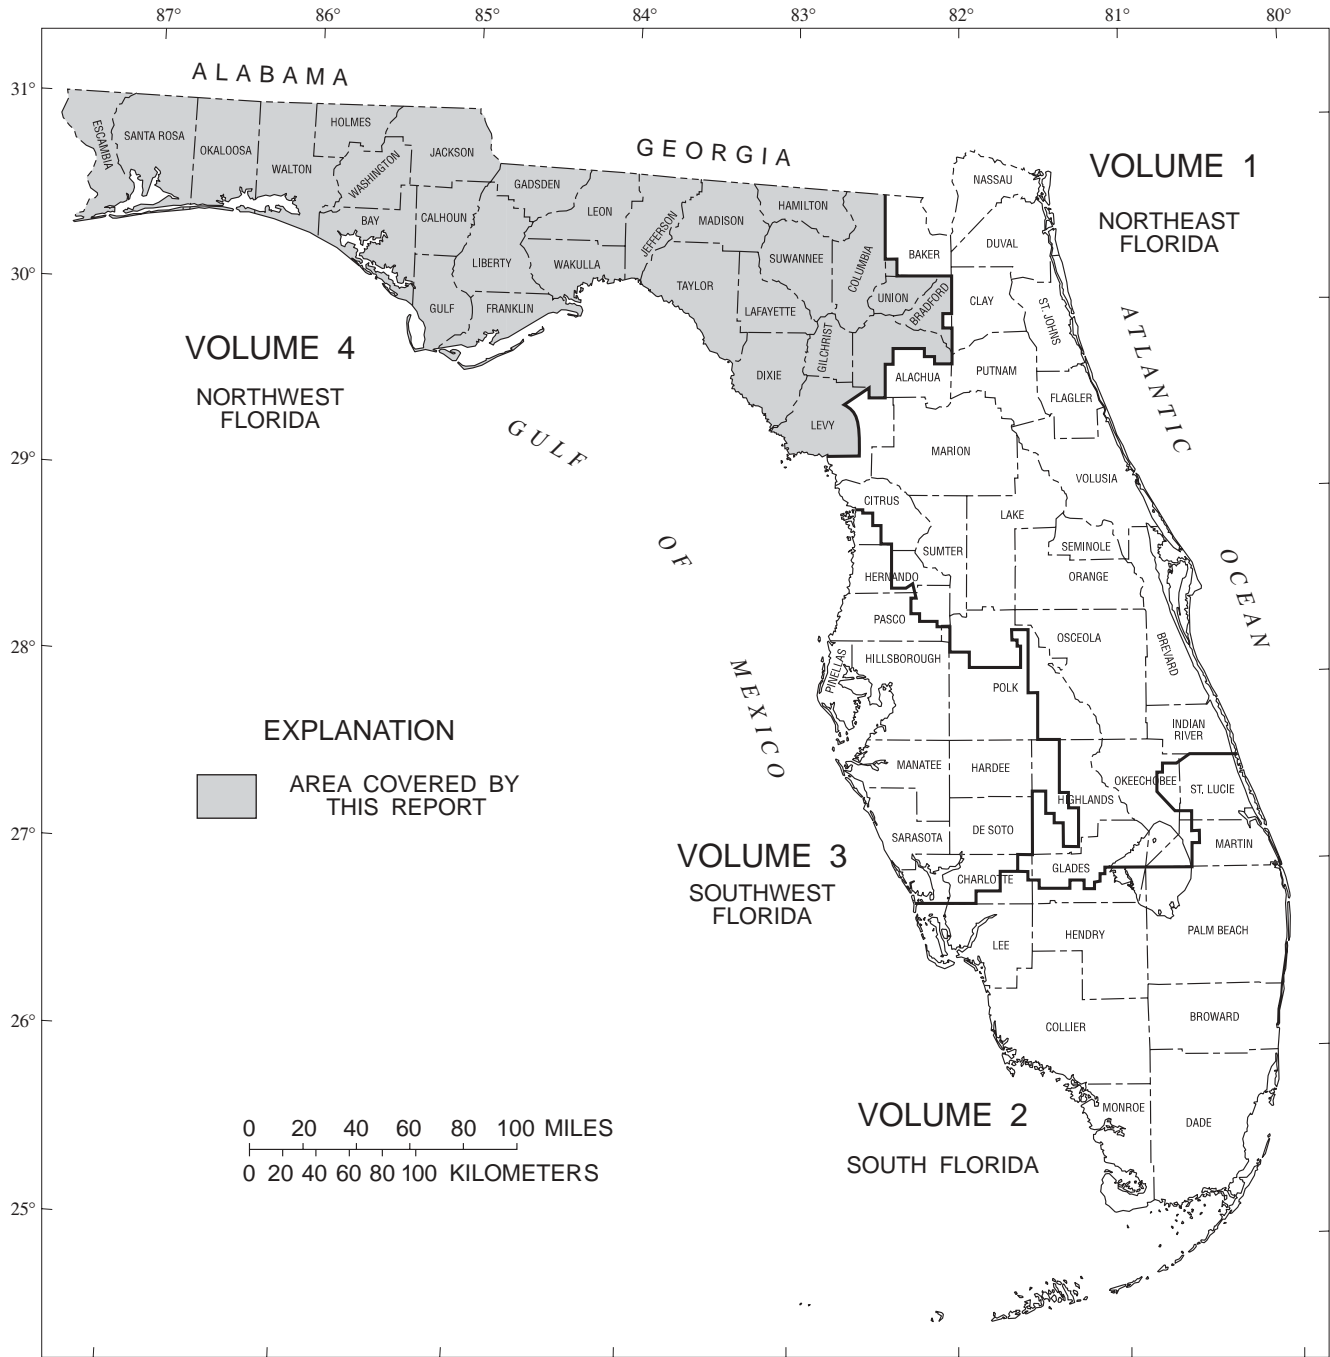 87° 86° 85° 84° 83° 82° 81° 80°
ALABAMA
31°
HOLMES
ESCAMBIA
SANTA ROSA
OKALOOSA
WALTON
WASHINGTON
JACKSON
GEORGIA
VOLUME 1
NORTHEAST
FLORIDA
NASSAU
GADSDEN
LEON
JEFFERSON
MADISON
HAMILTON
BAY
CALHOUN
LIBERTY
WAKULLA
TAYLOR
SUWANNEE
COLUMBIA
BAKER
DUVAL
30°
GULF
FRANKLIN
LAFAYETTE
UNION
BRADFORD
CLAY
ST. JOHNS
GILCHRIST
VOLUME 4
NORTHWEST
FLORIDA
DIXIE
ALACHUA
PUTNAM
FLAGLER
LEVY
ATLANTIC
OCEAN
GULF
OF
MEXICO
29°
MARION
VOLUSIA
CITRUS
LAKE
SUMTER
SEMINOLE
HERNANDO
ORANGE
PASCO
28°
OSCEOLA
BREVARD
PINELLAS
HILLSBOROUGH
POLK
EXPLANATION
AREA COVERED BY
THIS REPORT
INDIAN
RIVER
MANATEE
HARDEE
OKEECHOBEE
ST. LUCIE
HIGHLANDS
27°
SARASOTA
DE SOTO
MARTIN
VOLUME 3
SOUTHWEST
FLORIDA
CHARLOTTE
GLADES
LEE
HENDRY
PALM BEACH
26°
COLLIER
BROWARD
VOLUME 2
SOUTH FLORIDA
MONROE
DADE
0 20 40 60 80 100 MILES
0 20 40 60 80 100 KILOMETERS
25°